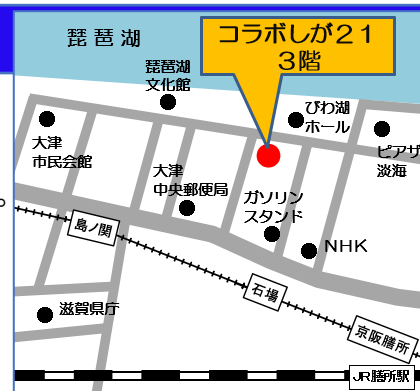 琵琶湖
コラボしが２１
３階
琵琶湖
文化館
びわ湖
ホール
大津
市民会館
ピアザ
淡海
大津
中央郵便局
ガソリン
スタンド
島ノ関
NHK
石場
滋賀県庁
京阪膳所
JR膳所駅